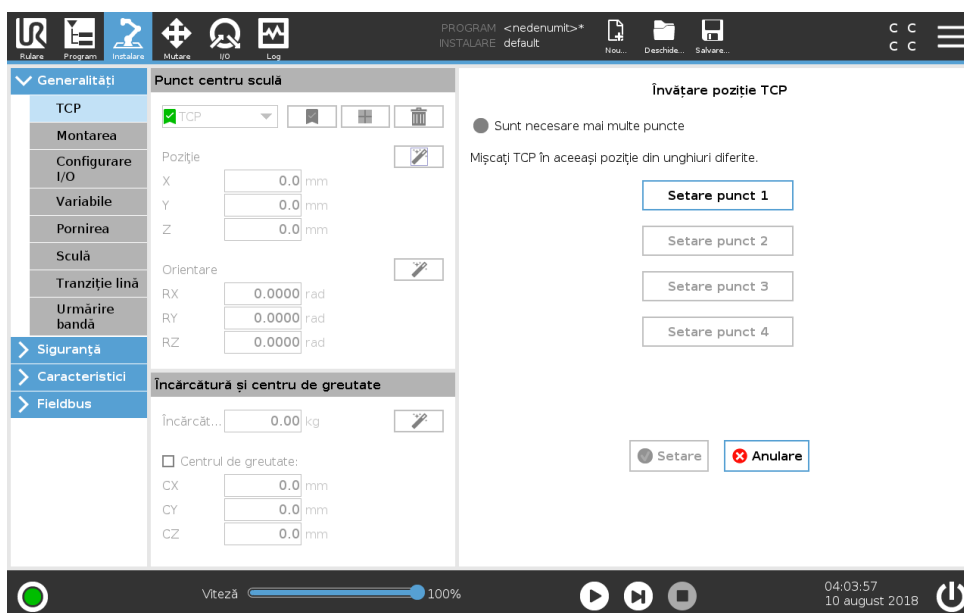 PROGRAM <nedenumit>*
INSTALARE default
UR
Rulare
Program
Instalare
Mutare
I/O
Log
Nou...
Deschide...
Salvare...
C C
C C
Generalități
TCP
Montarea
Configurare
I/O
Variabile
Pornirea
Sculă
Tranziție lină
Urmărire
bandă
Siguranță
Caracteristici
Fieldbus
Punct centru sculă
TCP
Poziție
X 0.0 mm
Y 0.0 mm
Z 0.0 mm
Orientare
RX 0.0000 rad
RY 0.0000 rad
RZ 0.0000 rad
Încărcătură și centru de greutate
Încărcăt... 0.00 kg
Centrul de greutate:
CX 0.0 mm
CY 0.0 mm
CZ 0.0 mm
Învățare poziție TCP
Sunt necesare mai multe puncte
Mișcați TCP în aceeași poziție din unghiuri diferite.
Setare punct 1
Setare punct 2
Setare punct 3
Setare punct 4
Setare
Anulare
Viteză 100%
04:03:57
10 august 2018